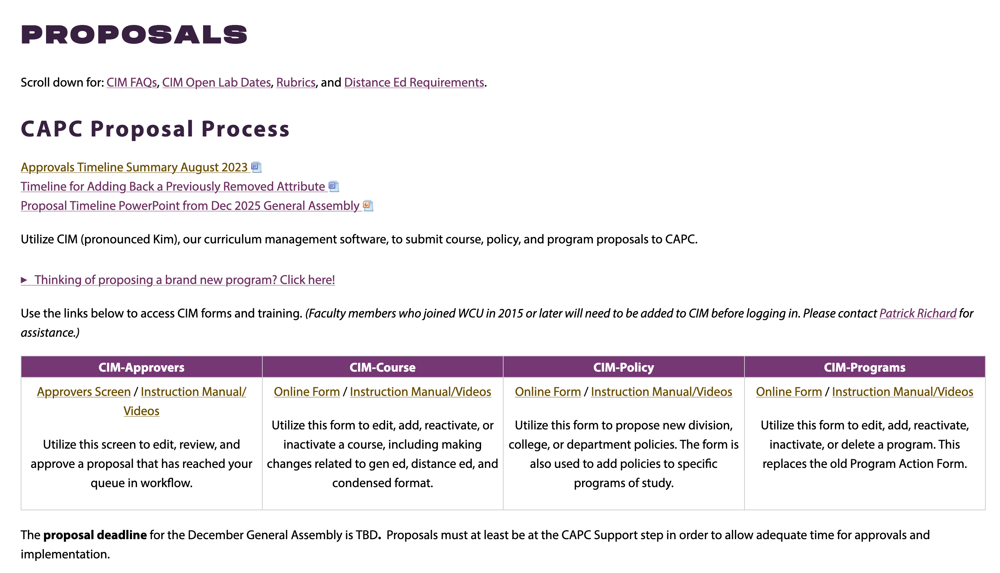 PROPOSALS
Scroll down for: CIM FAQs, CIM Open Lab Dates, Rubrics, and Distance Ed Requirements.
CAPC Proposal Process
Approvals Timeline Summary August 2023
Timeline for Adding Back a Previously Removed Attribute
Proposal Timeline PowerPoint from Dec 2025 General Assembly
Utilize CIM (pronounced Kim), our curriculum management software, to submit course, policy, and program proposals to CAPC.
► Thinking of proposing a brand new program? Click here!
Use the links below to access CIM forms and training. (Faculty members who joined WCU in 2015 or later will need to be added to CIM before logging in. Please contact Patrick Richard for
assistance.)
CIM-Approvers
Approvers Screen / Instruction Manual/
Videos
Utilize this screen to edit, review, and
approve a proposal that has reached your
queue in workflow.
CIM-Course
Online Form / Instruction Manual/Videos
Utilize this form to edit, add, reactivate, or
inactivate a course, including making
changes related to gen ed, distance ed, and
condensed format.
CIM-Policy
Online Form / Instruction Manual/Videos
Utilize this form to propose new division,
college, or department policies. The form is
also used to add policies to specific
programs of study.
CIM-Programs
Online Form / Instruction Manual/Videos
Utilize this form to edit, add, reactivate,
inactivate, or delete a program. This
replaces the old Program Action Form.
The proposal deadline for the December General Assembly is TBD. Proposals must at least be at the CAPC Support step in order to allow adequate time for approvals and
implementation.